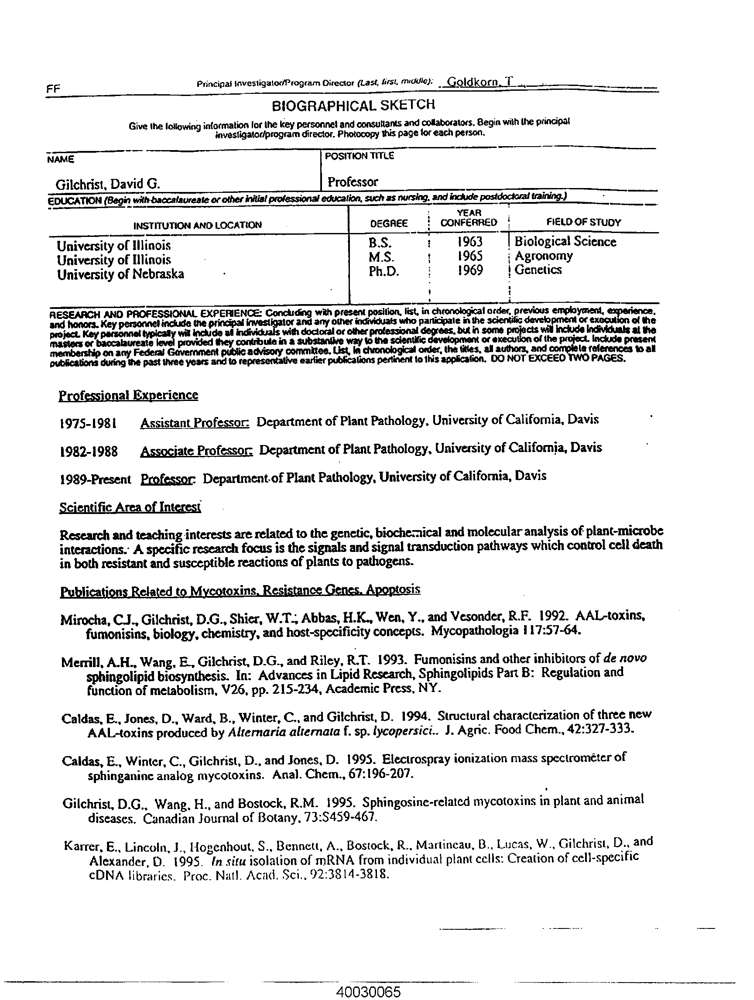 FF
Principal Investigator/Program Director (Last, first, middle): Goldkorn, T
BIOGRAPHICAL SKETCH
Give the following information for the key personnel and consultants and collaborators. Begin with the principal
investigator/program director. Photocopy this page for each person.
NAME
POSITION TITLE
Gilchrist, David G.
Professor
EDUCATION (Begin with baccalaureate or other initial professional education, such as nursing, and include postdoctoral training.)
INSTITUTION AND LOCATION DEGREE YEAR CONFERRED FIELD OF STUDY
University of Illinois B.S. 1963 Biological Science
University of Illinois M.S. 1965 Agronomy
University of Nebraska Ph.D. 1969 Genetics
RESEARCH AND PROFESSIONAL EXPERIENCE: Concluding with present position, list, in chronological order, previous employment, experience,
and honors. Key personnel include the principal investigator and any other individuals who participate in the scientific development or execution of the
project. Key personnel typically will include all individuals with doctoral or other professional degrees, but in some projects will include individuals at the
masters or baccalaureate level provided they contribute in a substantive way to the scientific development or execution of the project. Include present
membership on any Federal Government public advisory committee. List, in chronological order, the titles, all authors, and complete references to all
publications during the past three years and to representative earlier publications pertinent to this application. DO NOT EXCEED TWO PAGES.
Professional Experience
1975-1981 Assistant Professor: Department of Plant Pathology, University of California, Davis
1982-1988 Associate Professor: Department of Plant Pathology, University of California, Davis
1989-Present Professor: Department of Plant Pathology, University of California, Davis
Scientific Area of Interest
Research and teaching interests are related to the genetic, biochemical and molecular analysis of plant-microbe
interactions. A specific research focus is the signals and signal transduction pathways which control cell death
in both resistant and susceptible reactions of plants to pathogens.
Publications Related to Mycotoxins, Resistance Genes, Apoptosis
Mirocha, C.J., Gilchrist, D.G., Shier, W.T., Abbas, H.K., Wen, Y., and Vesonder, R.F. 1992. AAL-toxins,
fumonisins, biology, chemistry, and host-specificity concepts. Mycopathologia 117:57-64.
Merrill, A.H., Wang, E., Gilchrist, D.G., and Riley, R.T. 1993. Fumonisins and other inhibitors of de novo
sphingolipid biosynthesis. In: Advances in Lipid Research, Sphingolipids Part B: Regulation and
function of metabolism, V26, pp. 215-234, Academic Press, NY.
Caldas, E., Jones, D., Ward, B., Winter, C., and Gilchrist, D. 1994. Structural characterization of three new
AAL-toxins produced by Alternaria alternata f. sp. lycopersici.. J. Agric. Food Chem., 42:327-333.
Caldas, E., Winter, C., Gilchrist, D., and Jones, D. 1995. Electrospray ionization mass spectrometer of
sphinganine analog mycotoxins. Anal. Chem., 67:196-207.
Gilchrist, D.G., Wang, H., and Bostock, R.M. 1995. Sphingosine-related mycotoxins in plant and animal
diseases. Canadian Journal of Botany, 73:S459-467.
Karrer, E., Lincoln, J., Hogenhout, S., Bennett, A., Bostock, R., Martineau, B., Lucas, W., Gilchrist, D., and
Alexander, D. 1995. In situ isolation of mRNA from individual plant cells: Creation of cell-specific
cDNA libraries. Proc. Natl. Acad. Sci., 92:3814-3818.
40030065